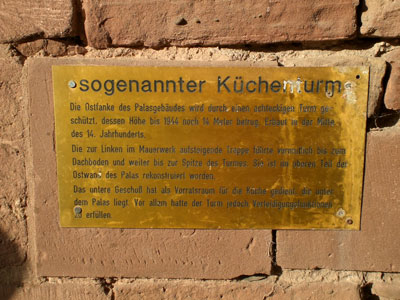 sogenannter Küchenturm
Die Ostflanke des Palasgebäudes wird durch einen sechseckigen Turm ge-
schützt, dessen Höhe bis 1944 noch 14 Meter betrug. Erbaut in der Mitte
des 14. Jahrhunderts.
Die zur Linken im Mauerwerk aufsteigende Treppe führte vermutlich bis zum
Dachboden und weiter bis zur Spitze des Turmes. Sie ist im oberen Teil der
Ostwand des Palas rekonstruiert worden.
Das untere Geschoß hat als Vorratsraum für die Küche gedient, die unter
dem Palas liegt. Vor allem hatte der Turm jedoch Verteidigungsfunktionen
zu erfüllen.